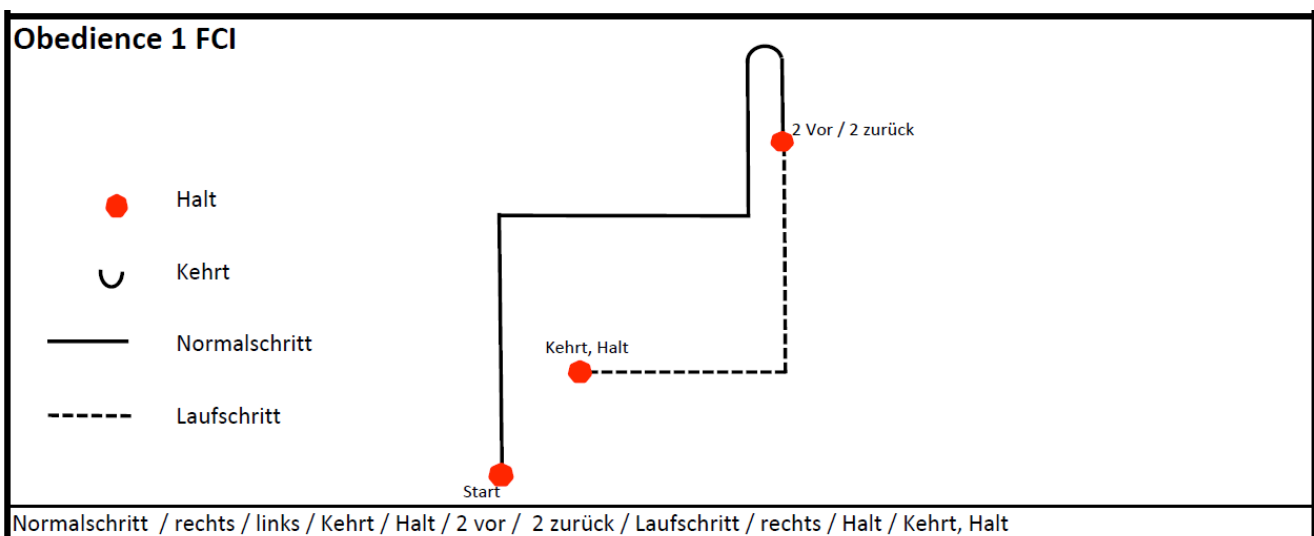 Obedience 1 FCI
2 Vor / 2 zurück
Halt
Kehrt
Normalschritt
Kehrt, Halt
Laufschritt
Start
Normalschritt / rechts / links / Kehrt / Halt / 2 vor / 2 zurück / Laufschritt / rechts / Halt / Kehrt, Halt